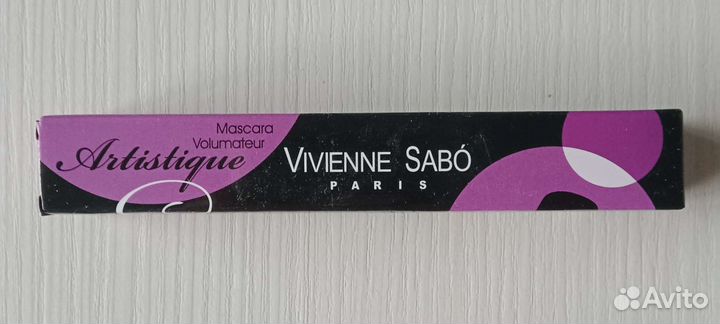 Mascara
Volumateur
Artistique
VIVIENNE SABÓ
PARIS
Avito